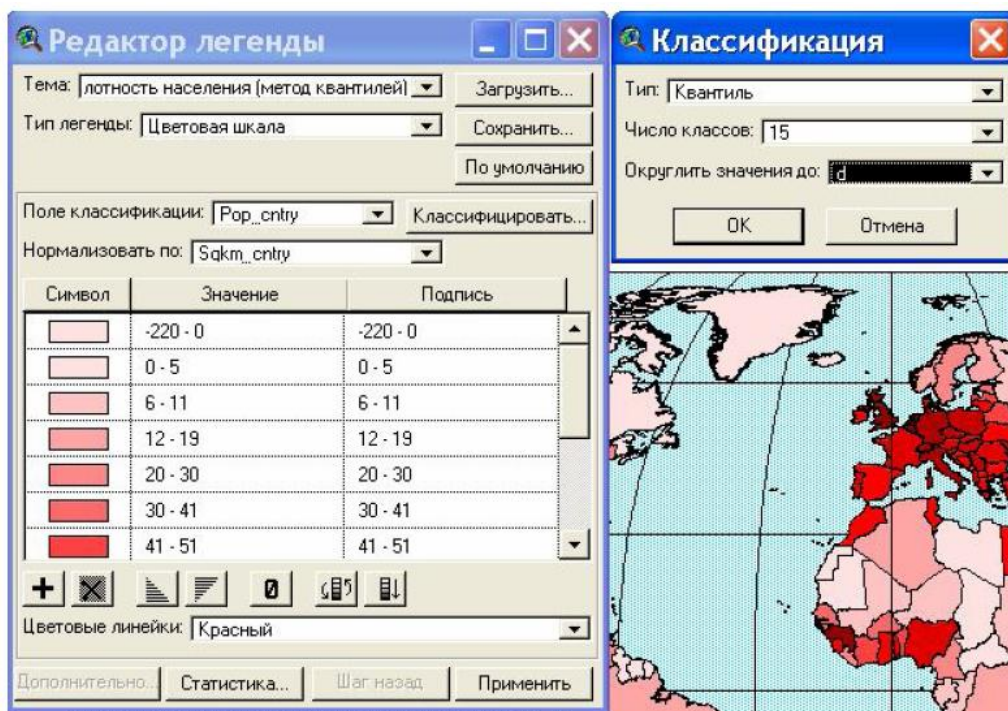 Редактор легенды
Тема: лотность населения (метод квантилей)
Загрузить...
Тип легенды: Цветовая шкала
Сохранить...
По умолчанию
Поле классификации: Pop_cntry
Классифицировать...
Нормализовать по: Sqkm_cntry
Символ Значение Подпись
-220 - 0 -220 - 0
0 - 5 0 - 5
6 - 11 6 - 11
12 - 19 12 - 19
20 - 30 20 - 30
30 - 41 30 - 41
41 - 51 41 - 51
Цветовые линейки: Красный
Дополнительно... Статистика... Шаг назад Применить
Классификация
Тип: Квантиль
Число классов: 15
Округлить значения до: d
OK Отмена